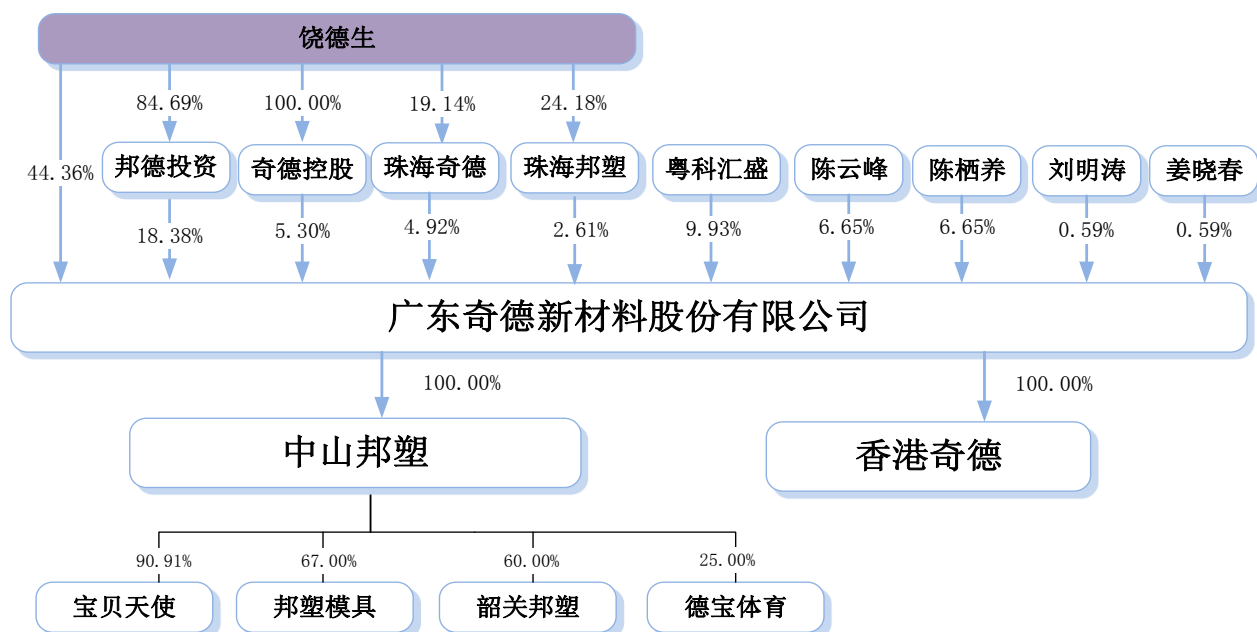 饶德生
84.69%
100.00%
19.14%
24.18%
44.36%
邦德投资
奇德控股
珠海奇德
珠海邦塑
粤科汇盛
陈云峰
陈栖养
刘明涛
姜晓春
18.38%
5.30%
4.92%
2.61%
9.93%
6.65%
6.65%
0.59%
0.59%
广东奇德新材料股份有限公司
100.00%
100.00%
中山邦塑
香港奇德
90.91%
67.00%
60.00%
25.00%
宝贝天使
邦塑模具
韶关邦塑
德宝体育